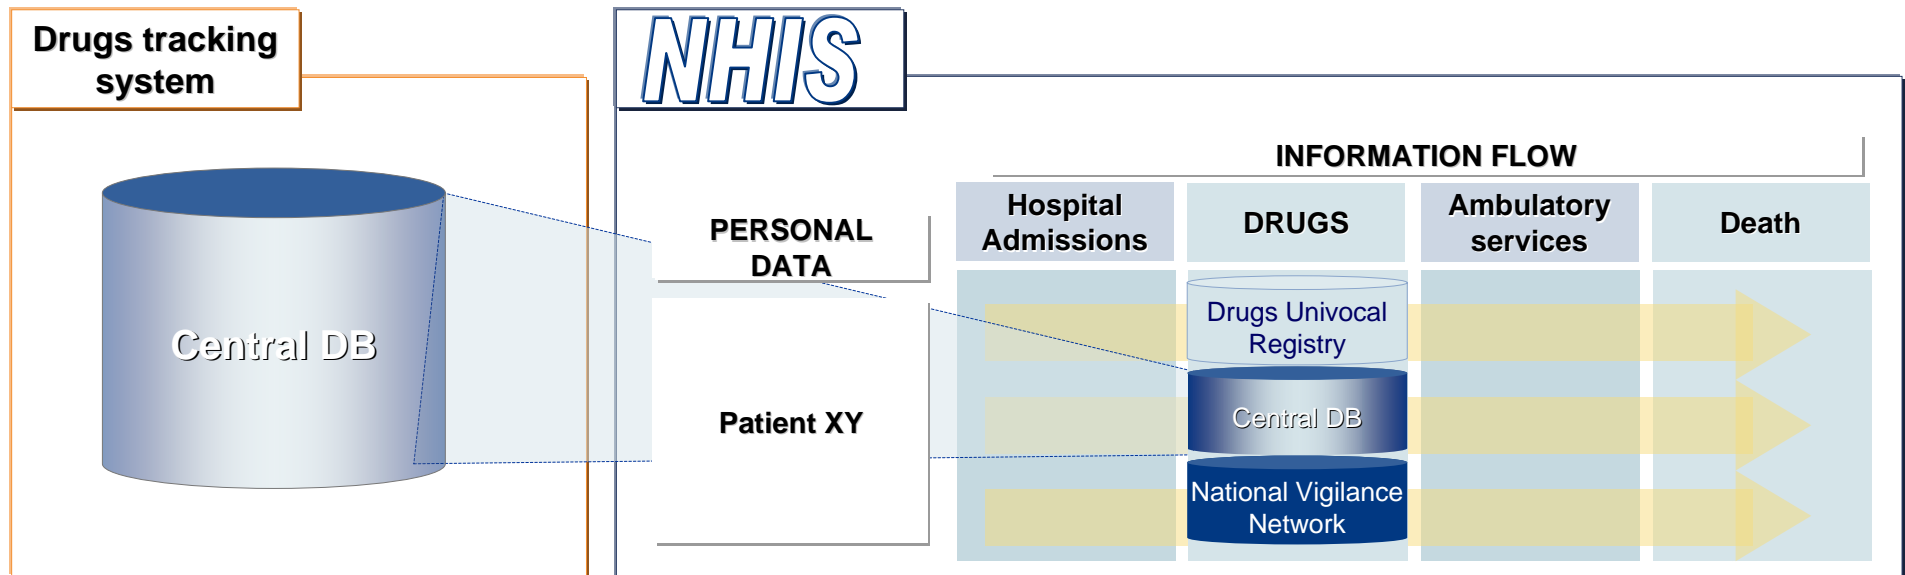 Drugs tracking
system
NHIS
INFORMATION FLOW
PERSONAL
DATA
Hospital
Admissions
DRUGS
Ambulatory
services
Death
Central DB
Patient XY
Drugs Univocal
Registry
Central DB
National Vigilance
Network